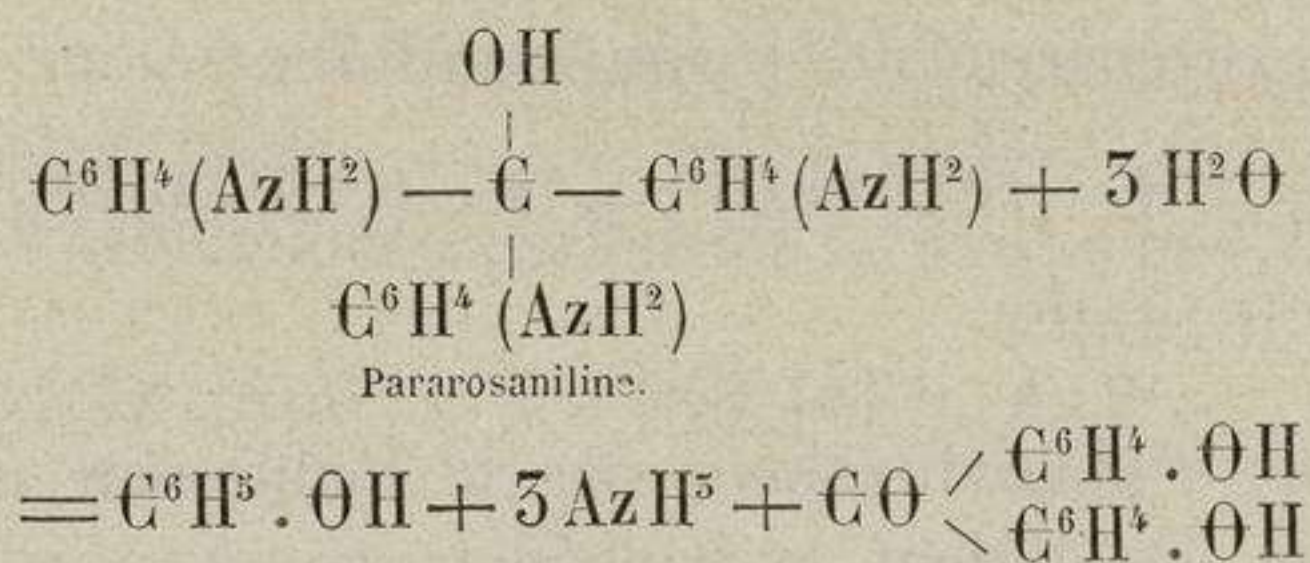 OH
|
C⁶H⁴(AzH²) — C — C⁶H⁴(AzH²) + 3 H²O
|
C⁶H⁴ (AzH²)
Pararosaniline.
= C⁶H⁵ . OH + 3 AzH³ + CO / C⁶H⁴ . OH
\ C⁶H⁴ . OH